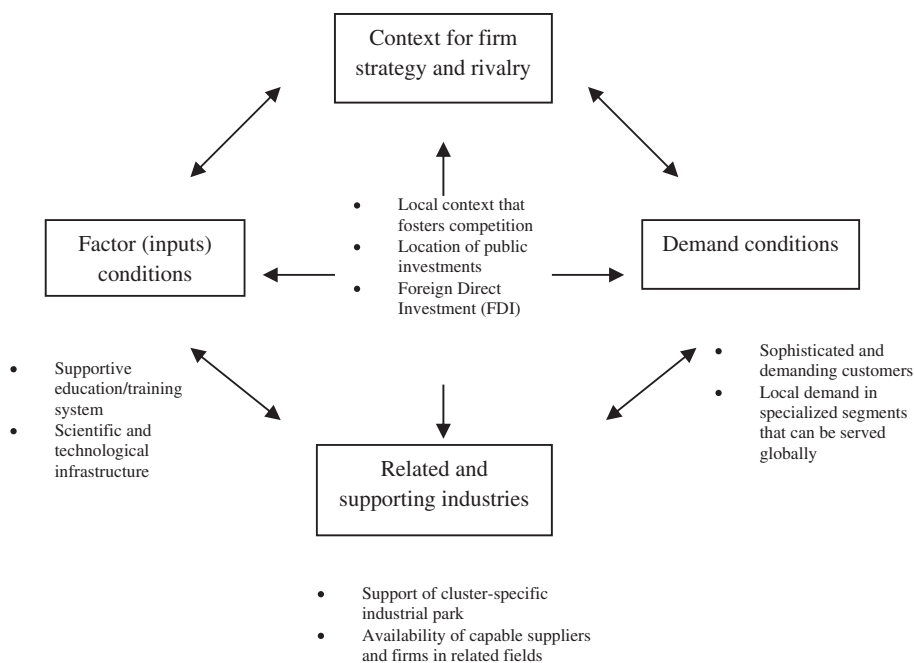 Context for firm
strategy and rivalry
• Local context that
fosters competition
• Location of public
investments
• Foreign Direct
Investment (FDI)
Factor (inputs)
conditions
Demand conditions
• Supportive
education/training
system
• Scientific and
technological
infrastructure
• Sophisticated and
demanding customers
• Local demand in
specialized segments
that can be served
globally
Related and
supporting industries
• Support of cluster-specific
industrial park
• Availability of capable suppliers
and firms in related fields